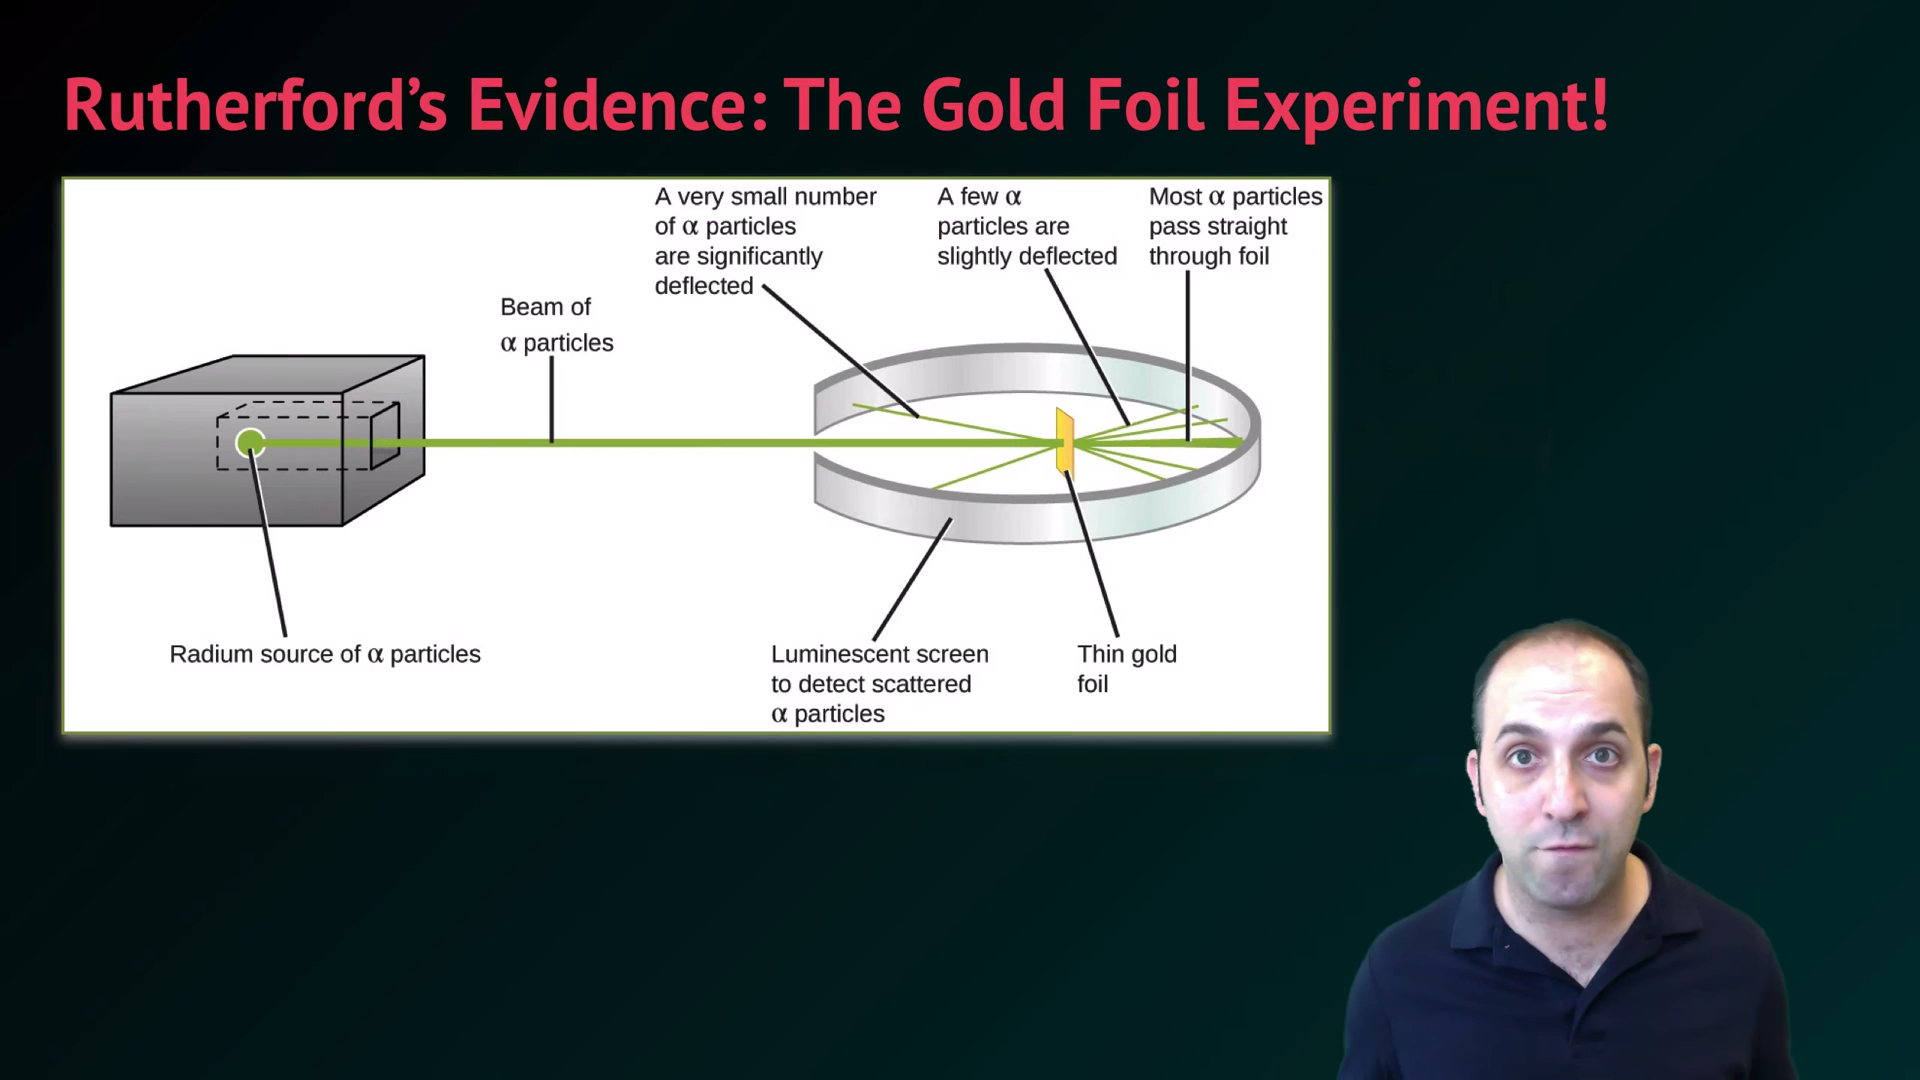 Rutherford’s Evidence: The Gold Foil Experiment!
A very small number
of α particles
are significantly
deflected
A few α
particles are
slightly deflected
Most α particles
pass straight
through foil
Beam of
α particles
Radium source of α particles
Luminescent screen
to detect scattered
α particles
Thin gold
foil